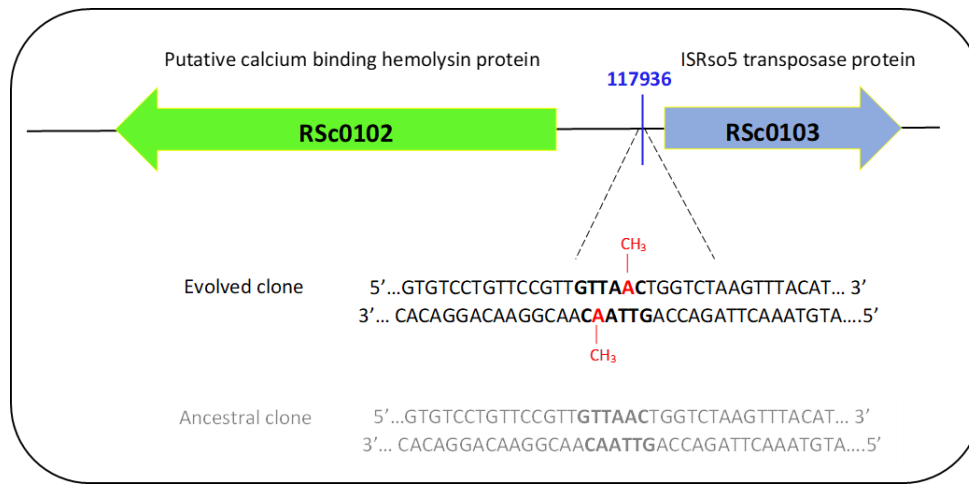 Putative calcium binding hemolysin protein
ISRso5 transposase protein
117936
RSc0102
RSc0103
CH₃
Evolved clone
5’…GTGTCCTGTTCCGTTGTTAACTGGTCTAAGTTTACAT… 3’
3’… CACAGGACAAGGCAACAATTGACCAGATTCAAATGTA….5’
CH₃
Ancestral clone
5’…GTGTCCTGTTCCGTTGTTAACTGGTCTAAGTTTACAT… 3’
3’… CACAGGACAAGGCAACAATTGACCAGATTCAAATGTA….5’